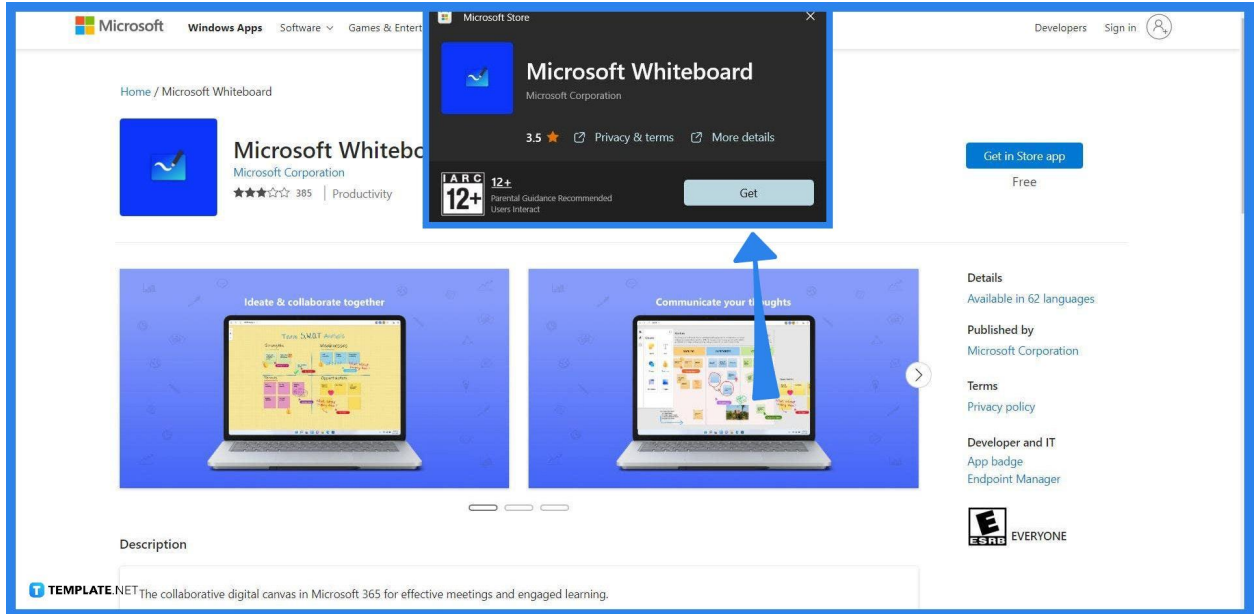 Microsoft Windows Apps Software Games & Entert Developers Sign in
Microsoft Store
Microsoft Whiteboard
Microsoft Corporation
3.5 Privacy & terms More details
IARC
12+
12+
Parental Guidance Recommended
Users Interact
Get
Home / Microsoft Whiteboard
Microsoft Whitebo
Microsoft Corporation
385 Productivity
Get in Store app
Free
Ideate & collaborate together
Communicate your th ughts
Details
Available in 62 languages
Published by
Microsoft Corporation
Terms
Privacy policy
Developer and IT
App badge
Endpoint Manager
E
ESRB
EVERYONE
Description
The collaborative digital canvas in Microsoft 365 for effective meetings and engaged learning.
T TEMPLATE.NET